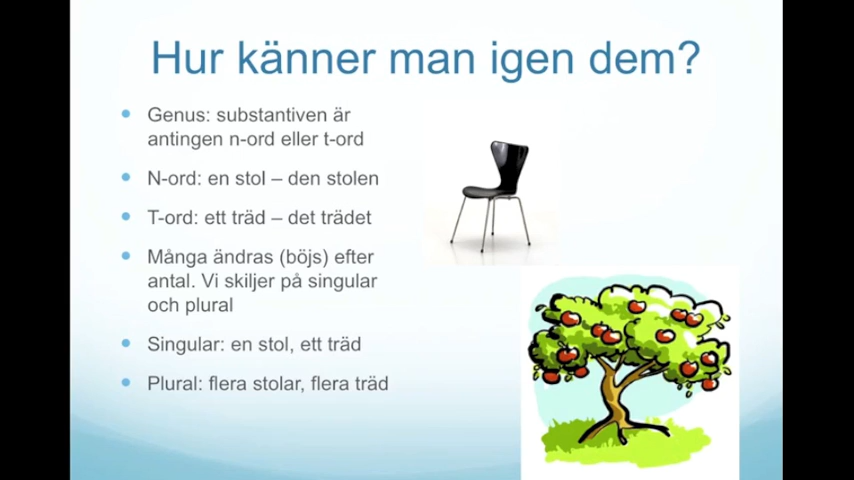 Hur känner man igen dem?
Genus: substantiven är
antingen n-ord eller t-ord
N-ord: en stol – den stolen
T-ord: ett träd – det trädet
Många ändras (böjs) efter
antal. Vi skiljer på singular
och plural
Singular: en stol, ett träd
Plural: flera stolar, flera träd